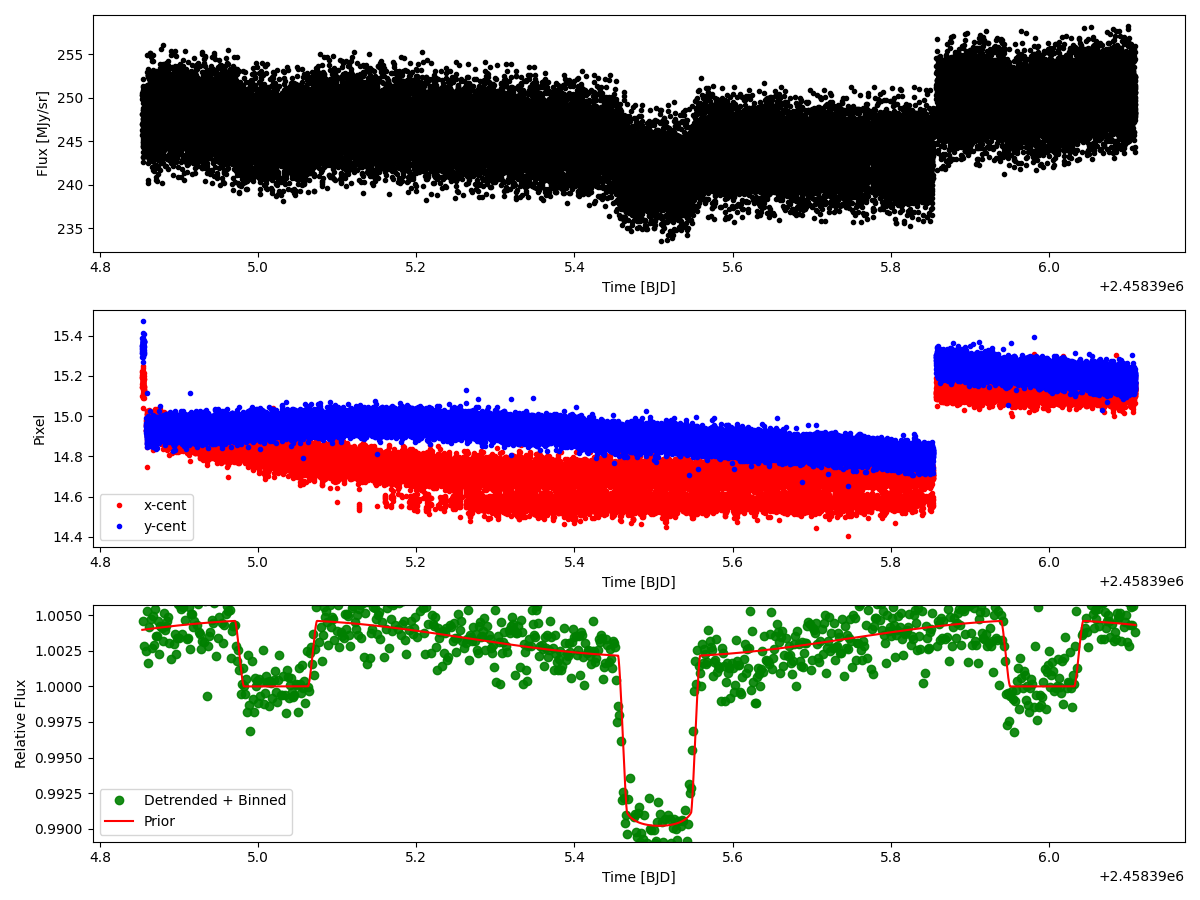 255
250
245
240
235
Flux [MJy/sr]
4.8 5.0 5.2 5.4 5.6 5.8 6.0
Time [BJD]
+2.45839e6
15.4
15.2
15.0
14.8
14.6
14.4
Pixel
x-cent
y-cent
4.8 5.0 5.2 5.4 5.6 5.8 6.0
Time [BJD]
+2.45839e6
1.0050
1.0025
1.0000
0.9975
0.9950
0.9925
0.9900
Relative Flux
Detrended + Binned
Prior
4.8 5.0 5.2 5.4 5.6 5.8 6.0
Time [BJD]
+2.45839e6